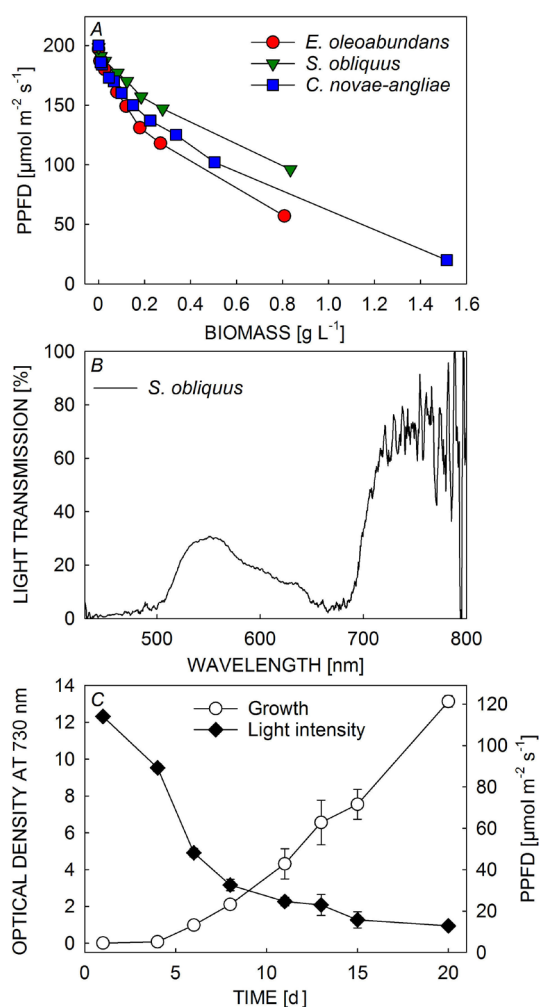 A
E. oleoabundans
S. obliquus
C. novae-angliae
200
150
100
50
0
PPFD [µmol m⁻² s⁻¹]
0 0.2 0.4 0.6 0.8 1.0 1.2 1.4 1.6
BIOMASS [g L⁻¹]
B
S. obliquus
100
80
60
40
20
0
LIGHT TRANSMISSION [%]
500 600 700 800
WAVELENGTH [nm]
C
Growth
Light intensity
14
12
10
8
6
4
2
0
OPTICAL DENSITY AT 730 nm
120
100
80
60
40
20
0
PPFD [µmol m⁻² s⁻¹]
0 5 10 15 20
TIME [d]